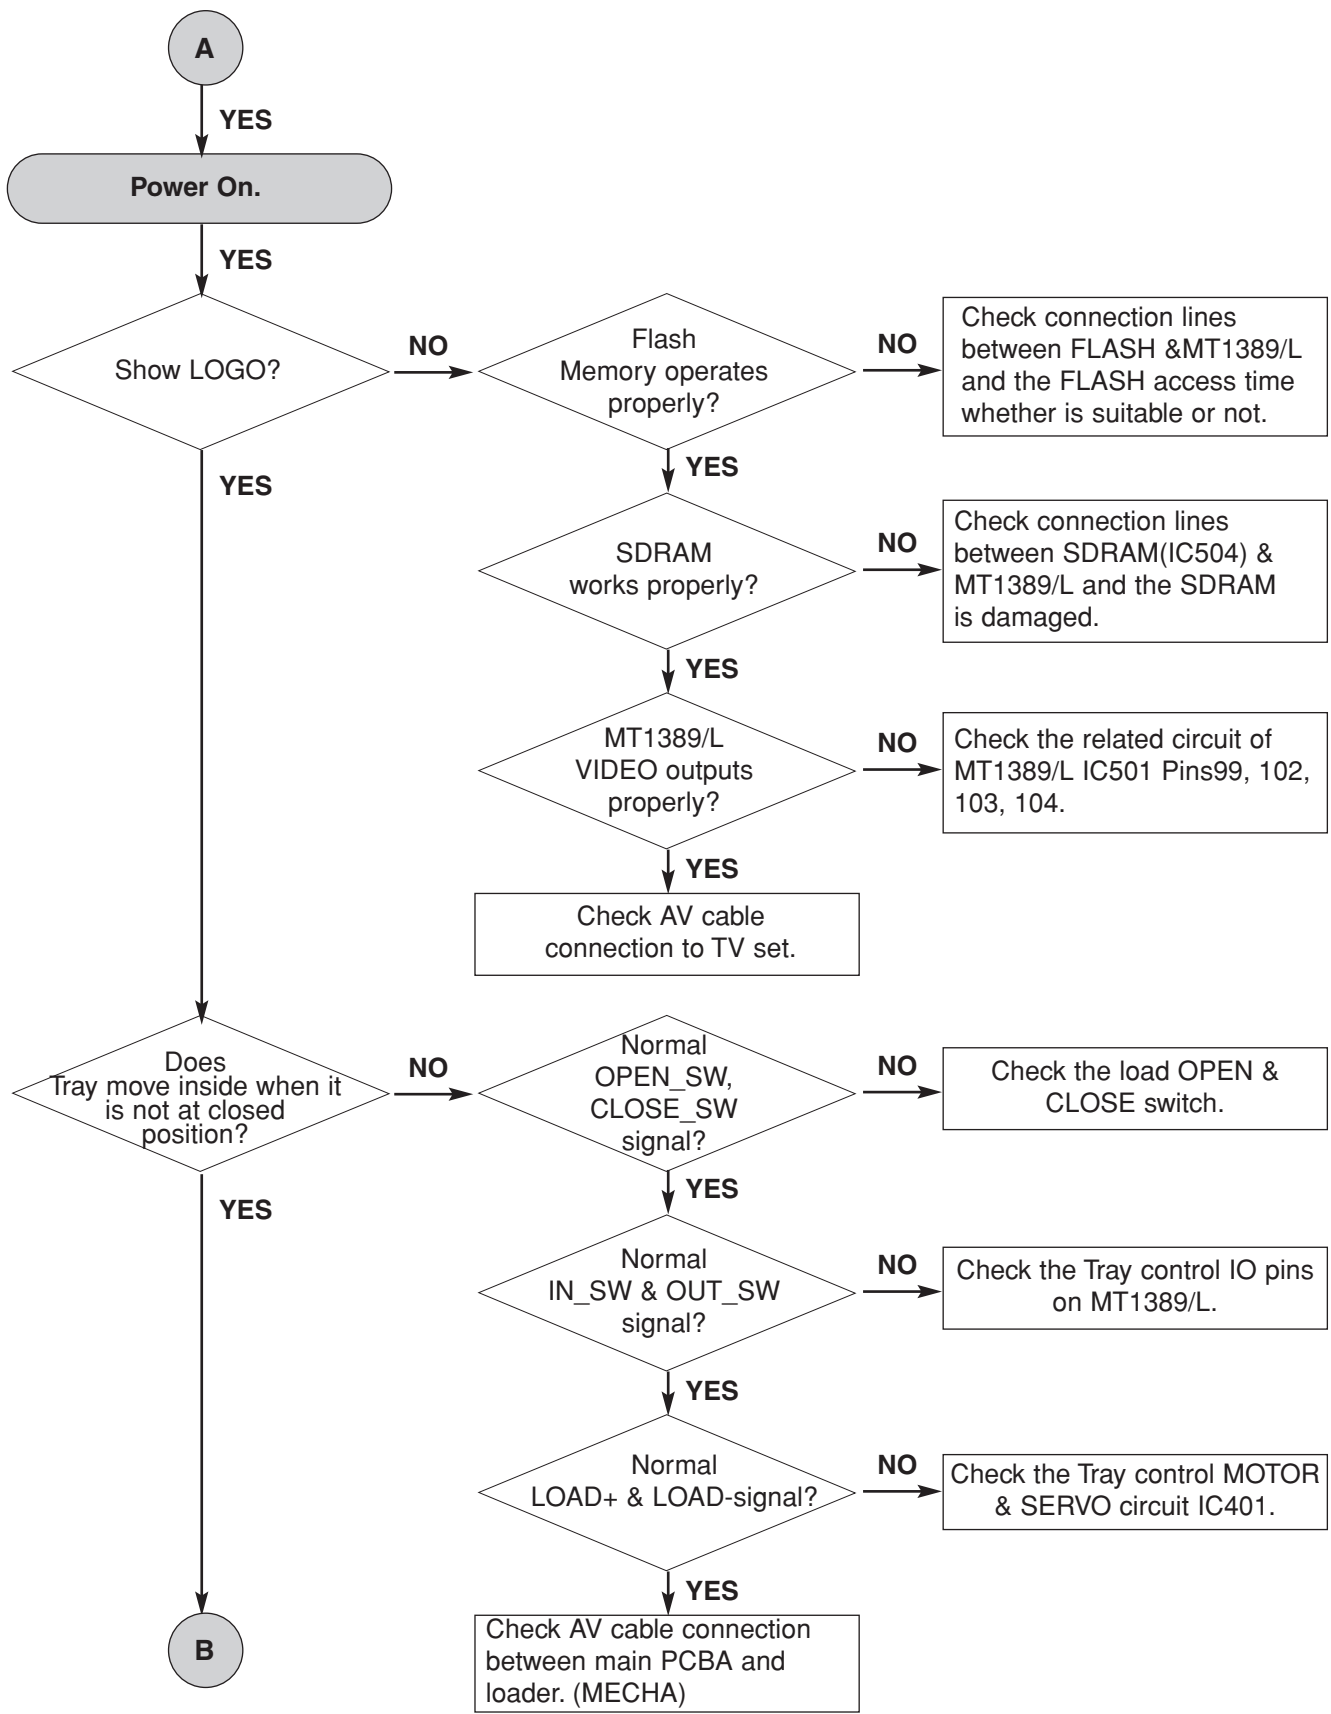 A
YES
Power On.
YES
Show LOGO?
NO
Flash
Memory operates
properly?
NO
Check connection lines
between FLASH &MT1389/L
and the FLASH access time
whether is suitable or not.
YES
YES
SDRAM
works properly?
NO
Check connection lines
between SDRAM(IC504) &
MT1389/L and the SDRAM
is damaged.
YES
MT1389/L
VIDEO outputs
properly?
NO
Check the related circuit of
MT1389/L IC501 Pins99, 102,
103, 104.
YES
Check AV cable
connection to TV set.
Does
Tray move inside when it
is not at closed
position?
NO
Normal
OPEN_SW,
CLOSE_SW
signal?
NO
Check the load OPEN &
CLOSE switch.
YES
YES
Normal
IN_SW & OUT_SW
signal?
NO
Check the Tray control IO pins
on MT1389/L.
YES
Normal
LOAD+ & LOAD-signal?
NO
Check the Tray control MOTOR
& SERVO circuit IC401.
YES
Check AV cable connection
between main PCBA and
loader. (MECHA)
B